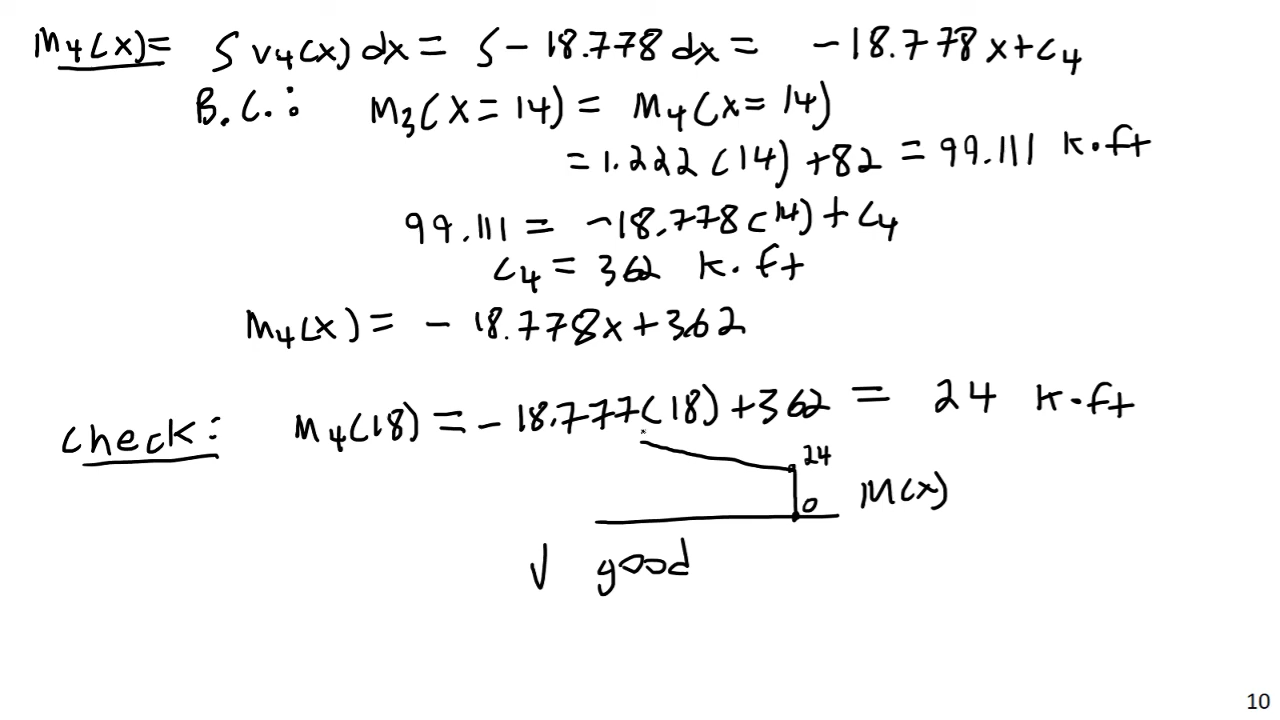 M₄(x)= ∫ V₄(x) dx = ∫ -18.778 dx = -18.778x+C₄
B.C.: M₃(x=14) = M₄(x=14)
= 1.222(14) +82 = 99.111 k.ft
99.111 = -18.778(14)+C₄
C₄ = 362 k.ft
M₄(x) = -18.778x+362
check: M₄(18) = -18.777(18)+362 = 24 k.ft
24
0 M(x)
√ good
10